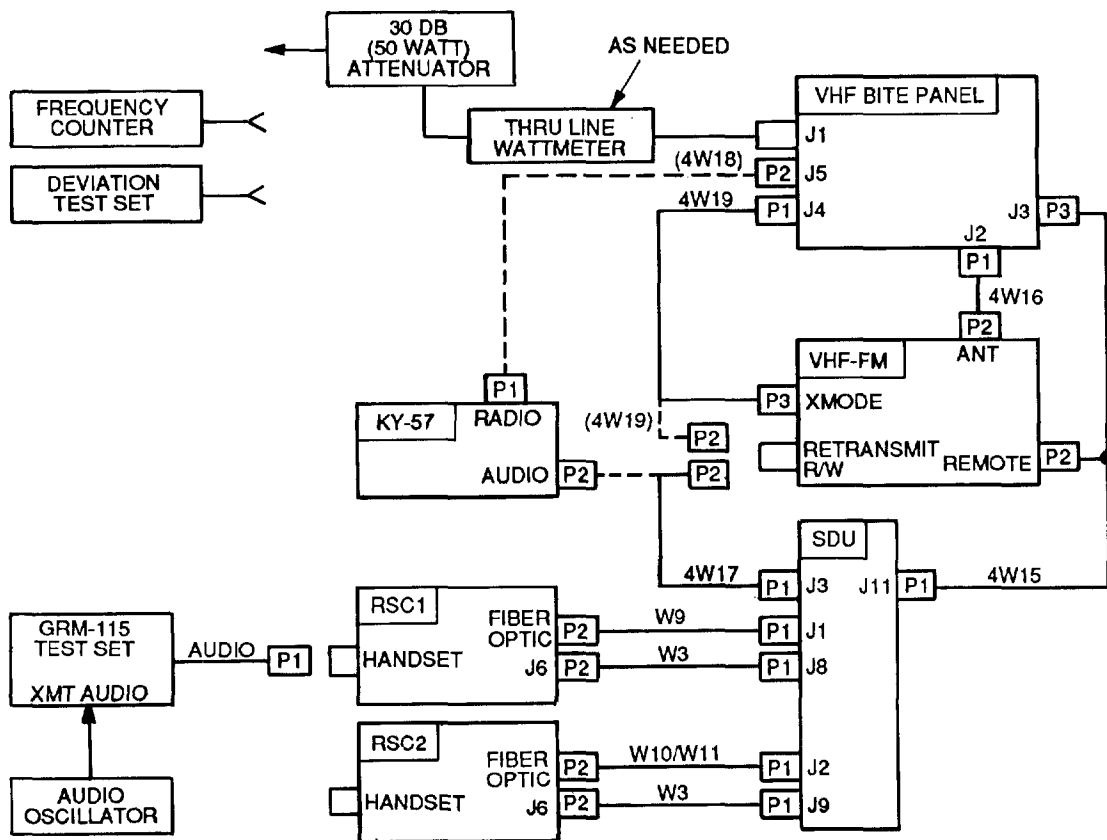 30 DB
(50 WATT)
ATTENUATOR
AS NEEDED
FREQUENCY
COUNTER
THRU LINE
WATTMETER
VHF BITE PANEL
J1
DEVIATION
TEST SET
(4W18)
P2 J5
4W19
P1 J4
J3 P3
J2
P1
4W16
P2
ANT
VHF-FM
P1
RADIO
KY-57
P3 XMODE
(4W19)
P2
RETRANSMIT
R/W
REMOTE P2
AUDIO P2
P2
SDU
4W17
P1 J3
J11 P1
4W15
RSC1
FIBER
OPTIC
P2
W9
P1 J1
GRM-115
TEST SET
AUDIO
P1
HANDSET
J6 P2
W3
P1 J8
XMT AUDIO
RSC2
FIBER
OPTIC
P2
W10/W11
P1 J2
AUDIO
OSCILLATOR
HANDSET
J6 P2
W3
P1 J9